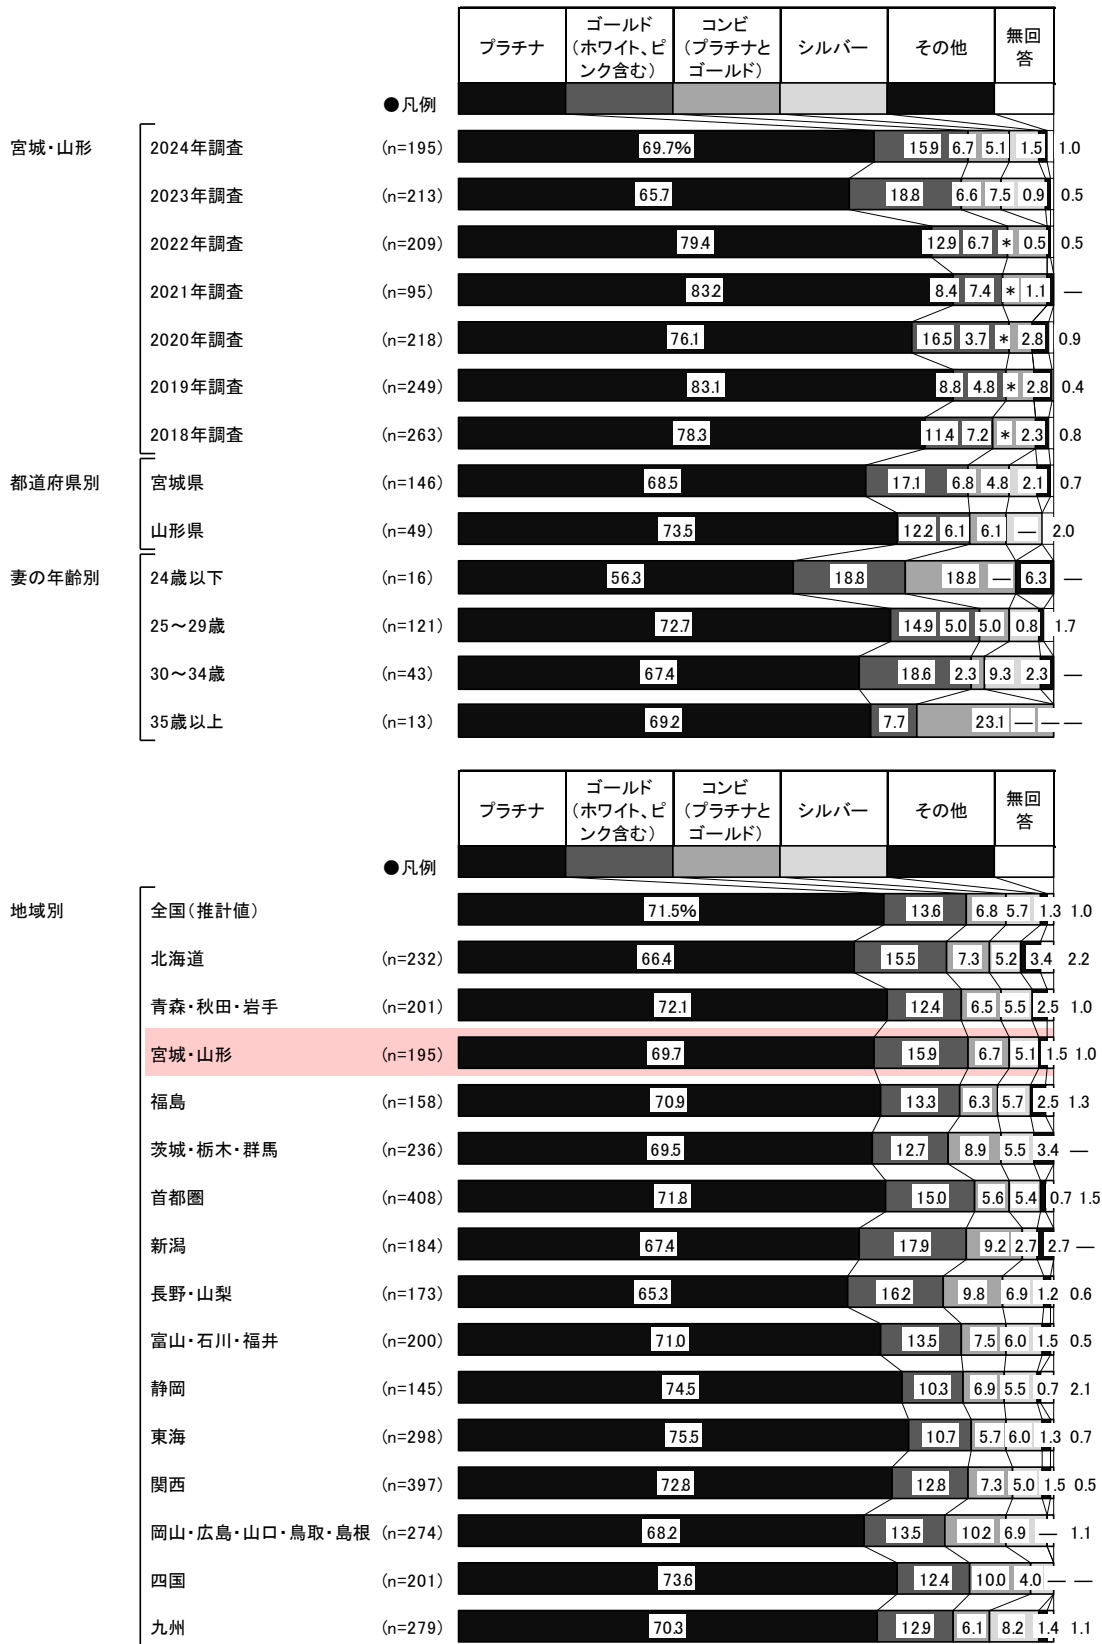 プラチナ ゴールド(ホワイト、ピンク含む) コンビ(プラチナとゴールド) シルバー その他 無回答
●凡例
宮城・山形 2024年調査 (n=195) 69.7% 15.9 6.7 5.1 1.5 1.0
2023年調査 (n=213) 65.7 18.8 6.6 7.5 0.9 0.5
2022年調査 (n=209) 79.4 12.9 6.7 * 0.5 0.5
2021年調査 (n=95) 83.2 8.4 7.4 * 1.1 ―
2020年調査 (n=218) 76.1 16.5 3.7 * 2.8 0.9
2019年調査 (n=249) 83.1 8.8 4.8 * 2.8 0.4
2018年調査 (n=263) 78.3 11.4 7.2 * 2.3 0.8
都道府県別 宮城県 (n=146) 68.5 17.1 6.8 4.8 2.1 0.7
山形県 (n=49) 73.5 12.2 6.1 6.1 ― 2.0
妻の年齢別 24歳以下 (n=16) 56.3 18.8 18.8 ― 6.3 ―
25～29歳 (n=121) 72.7 14.9 5.0 5.0 0.8 1.7
30～34歳 (n=43) 67.4 18.6 2.3 9.3 2.3 ―
35歳以上 (n=13) 69.2 7.7 23.1 ― ― ―
プラチナ ゴールド(ホワイト、ピンク含む) コンビ(プラチナとゴールド) シルバー その他 無回答
●凡例
地域別 全国(推計値) 71.5% 13.6 6.8 5.7 1.3 1.0
北海道 (n=232) 66.4 15.5 7.3 5.2 3.4 2.2
青森・秋田・岩手 (n=201) 72.1 12.4 6.5 5.5 2.5 1.0
宮城・山形 (n=195) 69.7 15.9 6.7 5.1 1.5 1.0
福島 (n=158) 70.9 13.3 6.3 5.7 2.5 1.3
茨城・栃木・群馬 (n=236) 69.5 12.7 8.9 5.5 3.4 ―
首都圏 (n=408) 71.8 15.0 5.6 5.4 0.7 1.5
新潟 (n=184) 67.4 17.9 9.2 2.7 2.7 ―
長野・山梨 (n=173) 65.3 16.2 9.8 6.9 1.2 0.6
富山・石川・福井 (n=200) 71.0 13.5 7.5 6.0 1.5 0.5
静岡 (n=145) 74.5 10.3 6.9 5.5 0.7 2.1
東海 (n=298) 75.5 10.7 5.7 6.0 1.3 0.7
関西 (n=397) 72.8 12.8 7.3 5.0 1.5 0.5
岡山・広島・山口・鳥取・島根 (n=274) 68.2 13.5 10.2 6.9 ― 1.1
四国 (n=201) 73.6 12.4 10.0 4.0 ― ―
九州 (n=279) 70.3 12.9 6.1 8.2 1.4 1.1